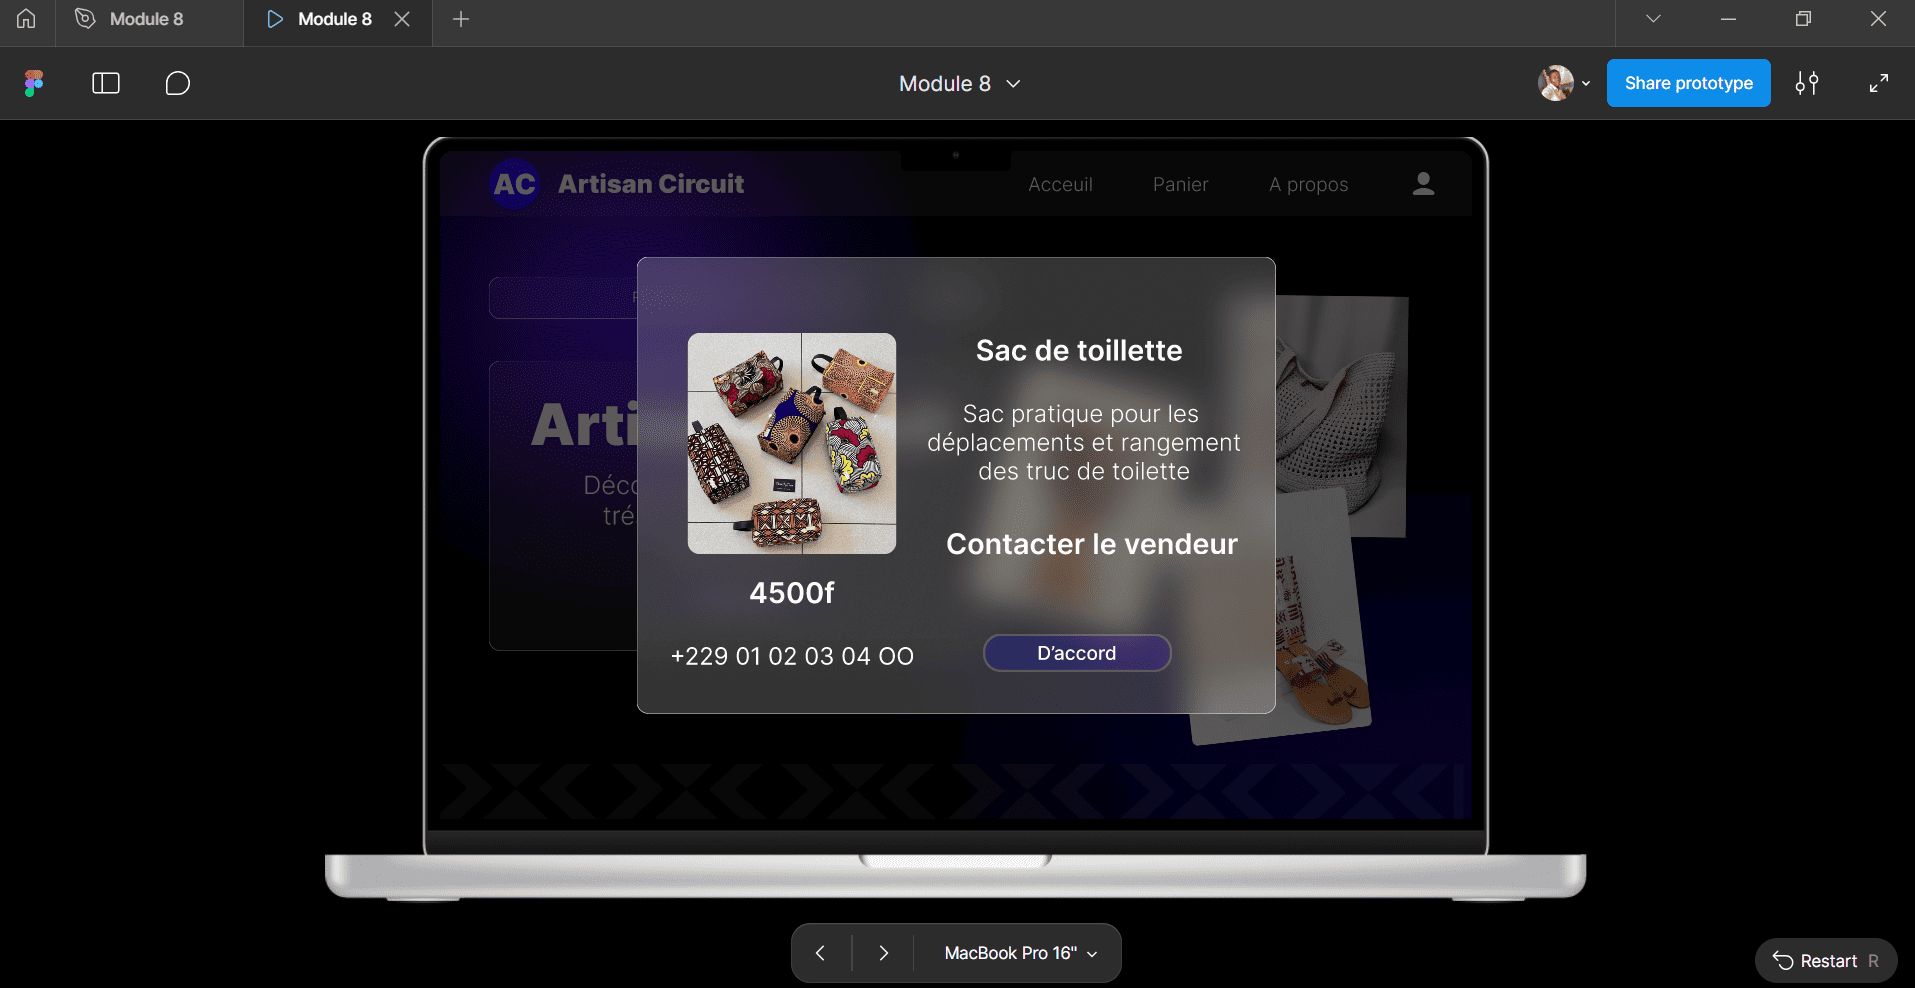 Module 8
Module 8
Module 8
Share prototype
AC Artisan Circuit
Acceuil
Panier
A propos
Arti
Déco
tré
Sac de toillette
Sac pratique pour les
déplacements et rangement
des truc de toilette
Contacter le vendeur
4500f
+229 01 02 03 04 OO
D'accord
MacBook Pro 16"
Restart R